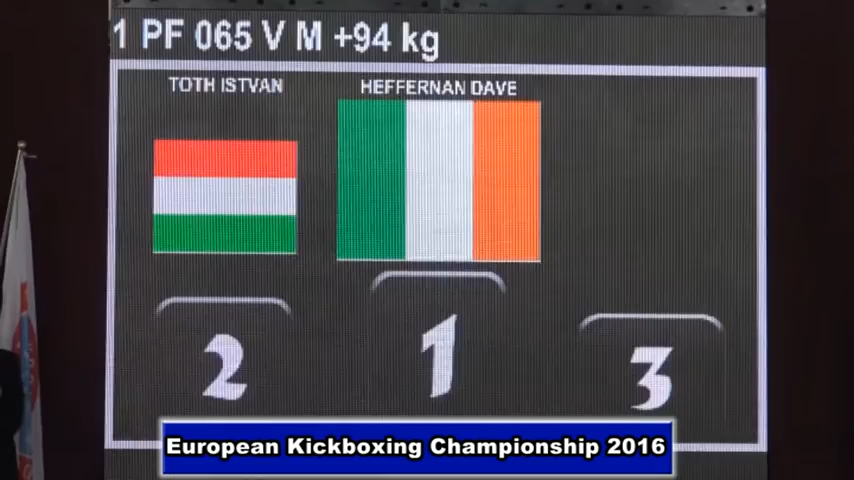 1 PF 065 V M +94 kg
TOTH ISTVAN
HEFFERNAN DAVE
2
1
3
European Kickboxing Championship 2016